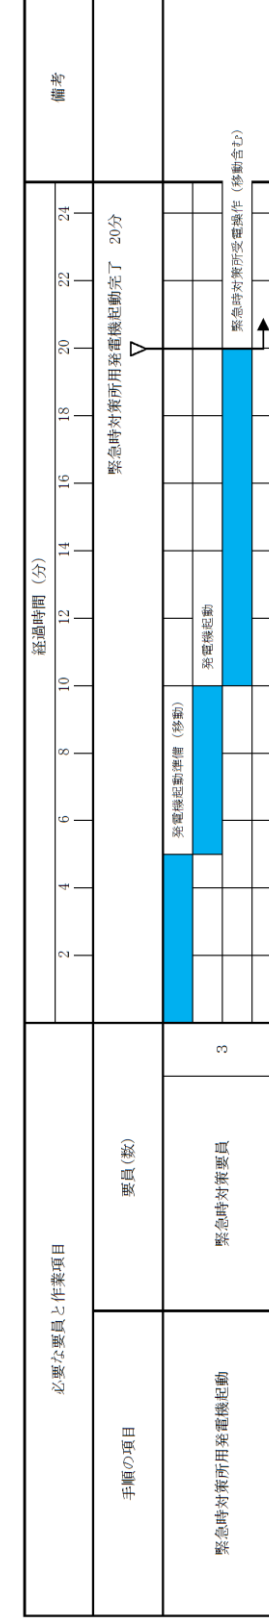 必要な要員と作業項目
経過時間（分）
備考
2 4 6 8 10 12 14 16 18 20 22 24
手順の項目
要員(数)
緊急時対策所用発電機起動完了 20分
緊急時対策所用発電機起動
緊急時対策要員
3
発電機起動準備（移動）
発電機起動
緊急時対策所受電操作（移動含む）